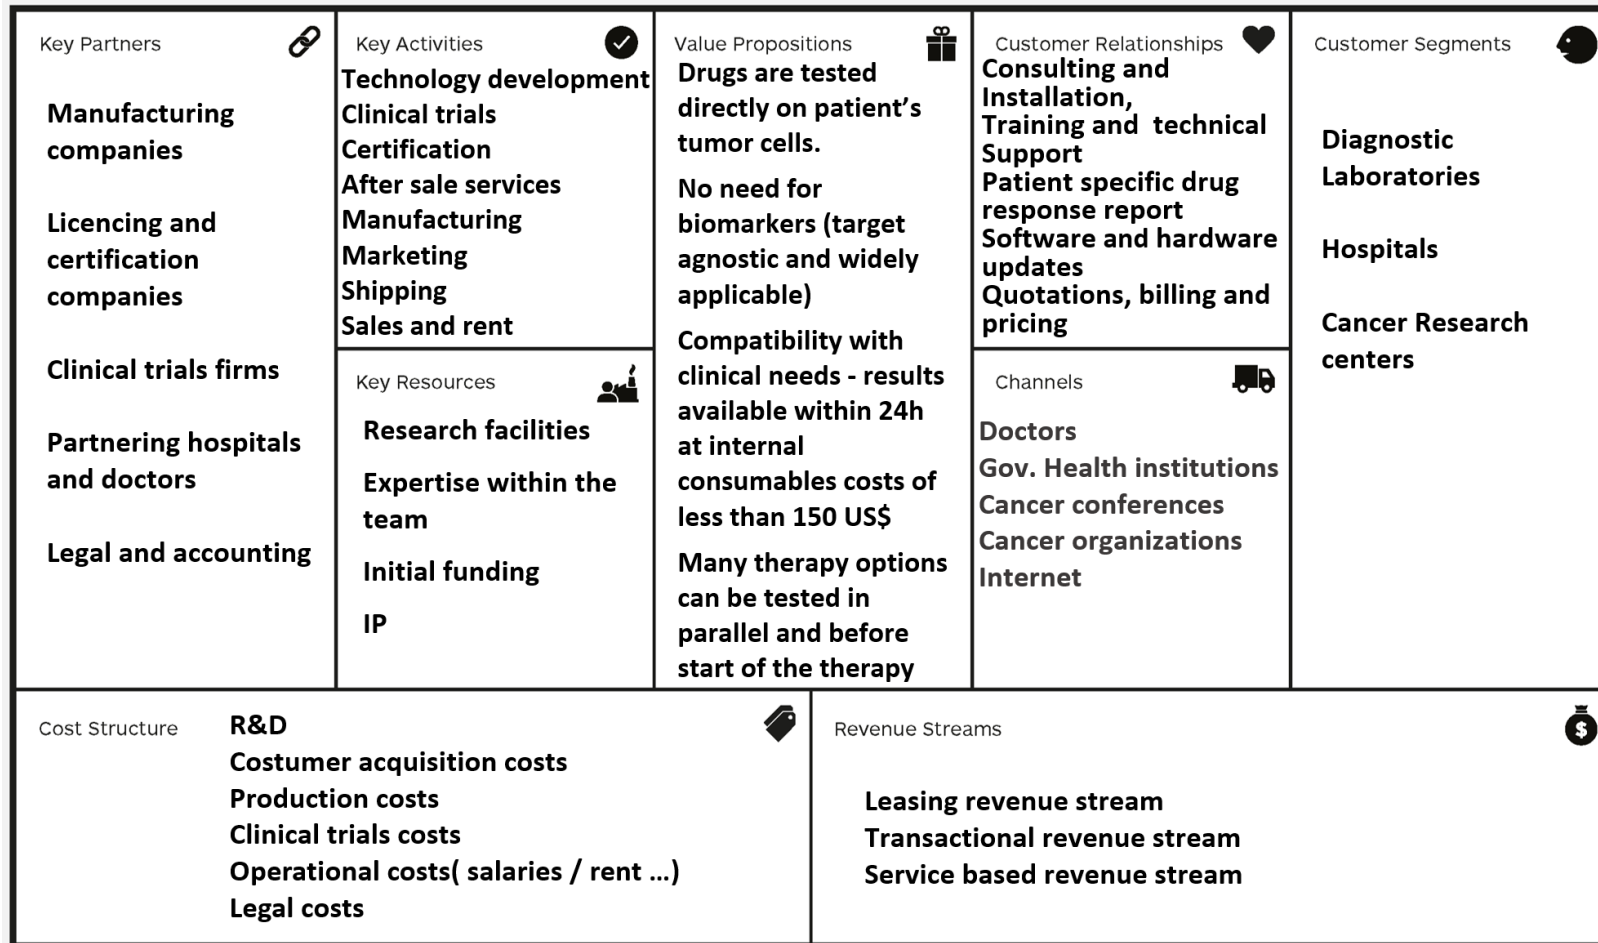 Key Partners
Manufacturing
companies
Licencing and
certification
companies
Clinical trials firms
Partnering hospitals
and doctors
Legal and accounting
Key Activities
Technology development
Clinical trials
Certification
After sale services
Manufacturing
Marketing
Shipping
Sales and rent
Key Resources
Research facilities
Expertise within the
team
Initial funding
IP
Value Propositions
Drugs are tested
directly on patient’s
tumor cells.
No need for
biomarkers (target
agnostic and widely
applicable)
Compatibility with
clinical needs - results
available within 24h
at internal
consumables costs of
less than 150 US$
Many therapy options
can be tested in
parallel and before
start of the therapy
Customer Relationships
Consulting and
Installation,
Training and technical
Support
Patient specific drug
response report
Software and hardware
updates
Quotations, billing and
pricing
Channels
Doctors
Gov. Health institutions
Cancer conferences
Cancer organizations
Internet
Customer Segments
Diagnostic
Laboratories
Hospitals
Cancer Research
centers
Cost Structure
R&D
Costumer acquisition costs
Production costs
Clinical trials costs
Operational costs( salaries / rent ...)
Legal costs
Revenue Streams
$
Leasing revenue stream
Transactional revenue stream
Service based revenue stream